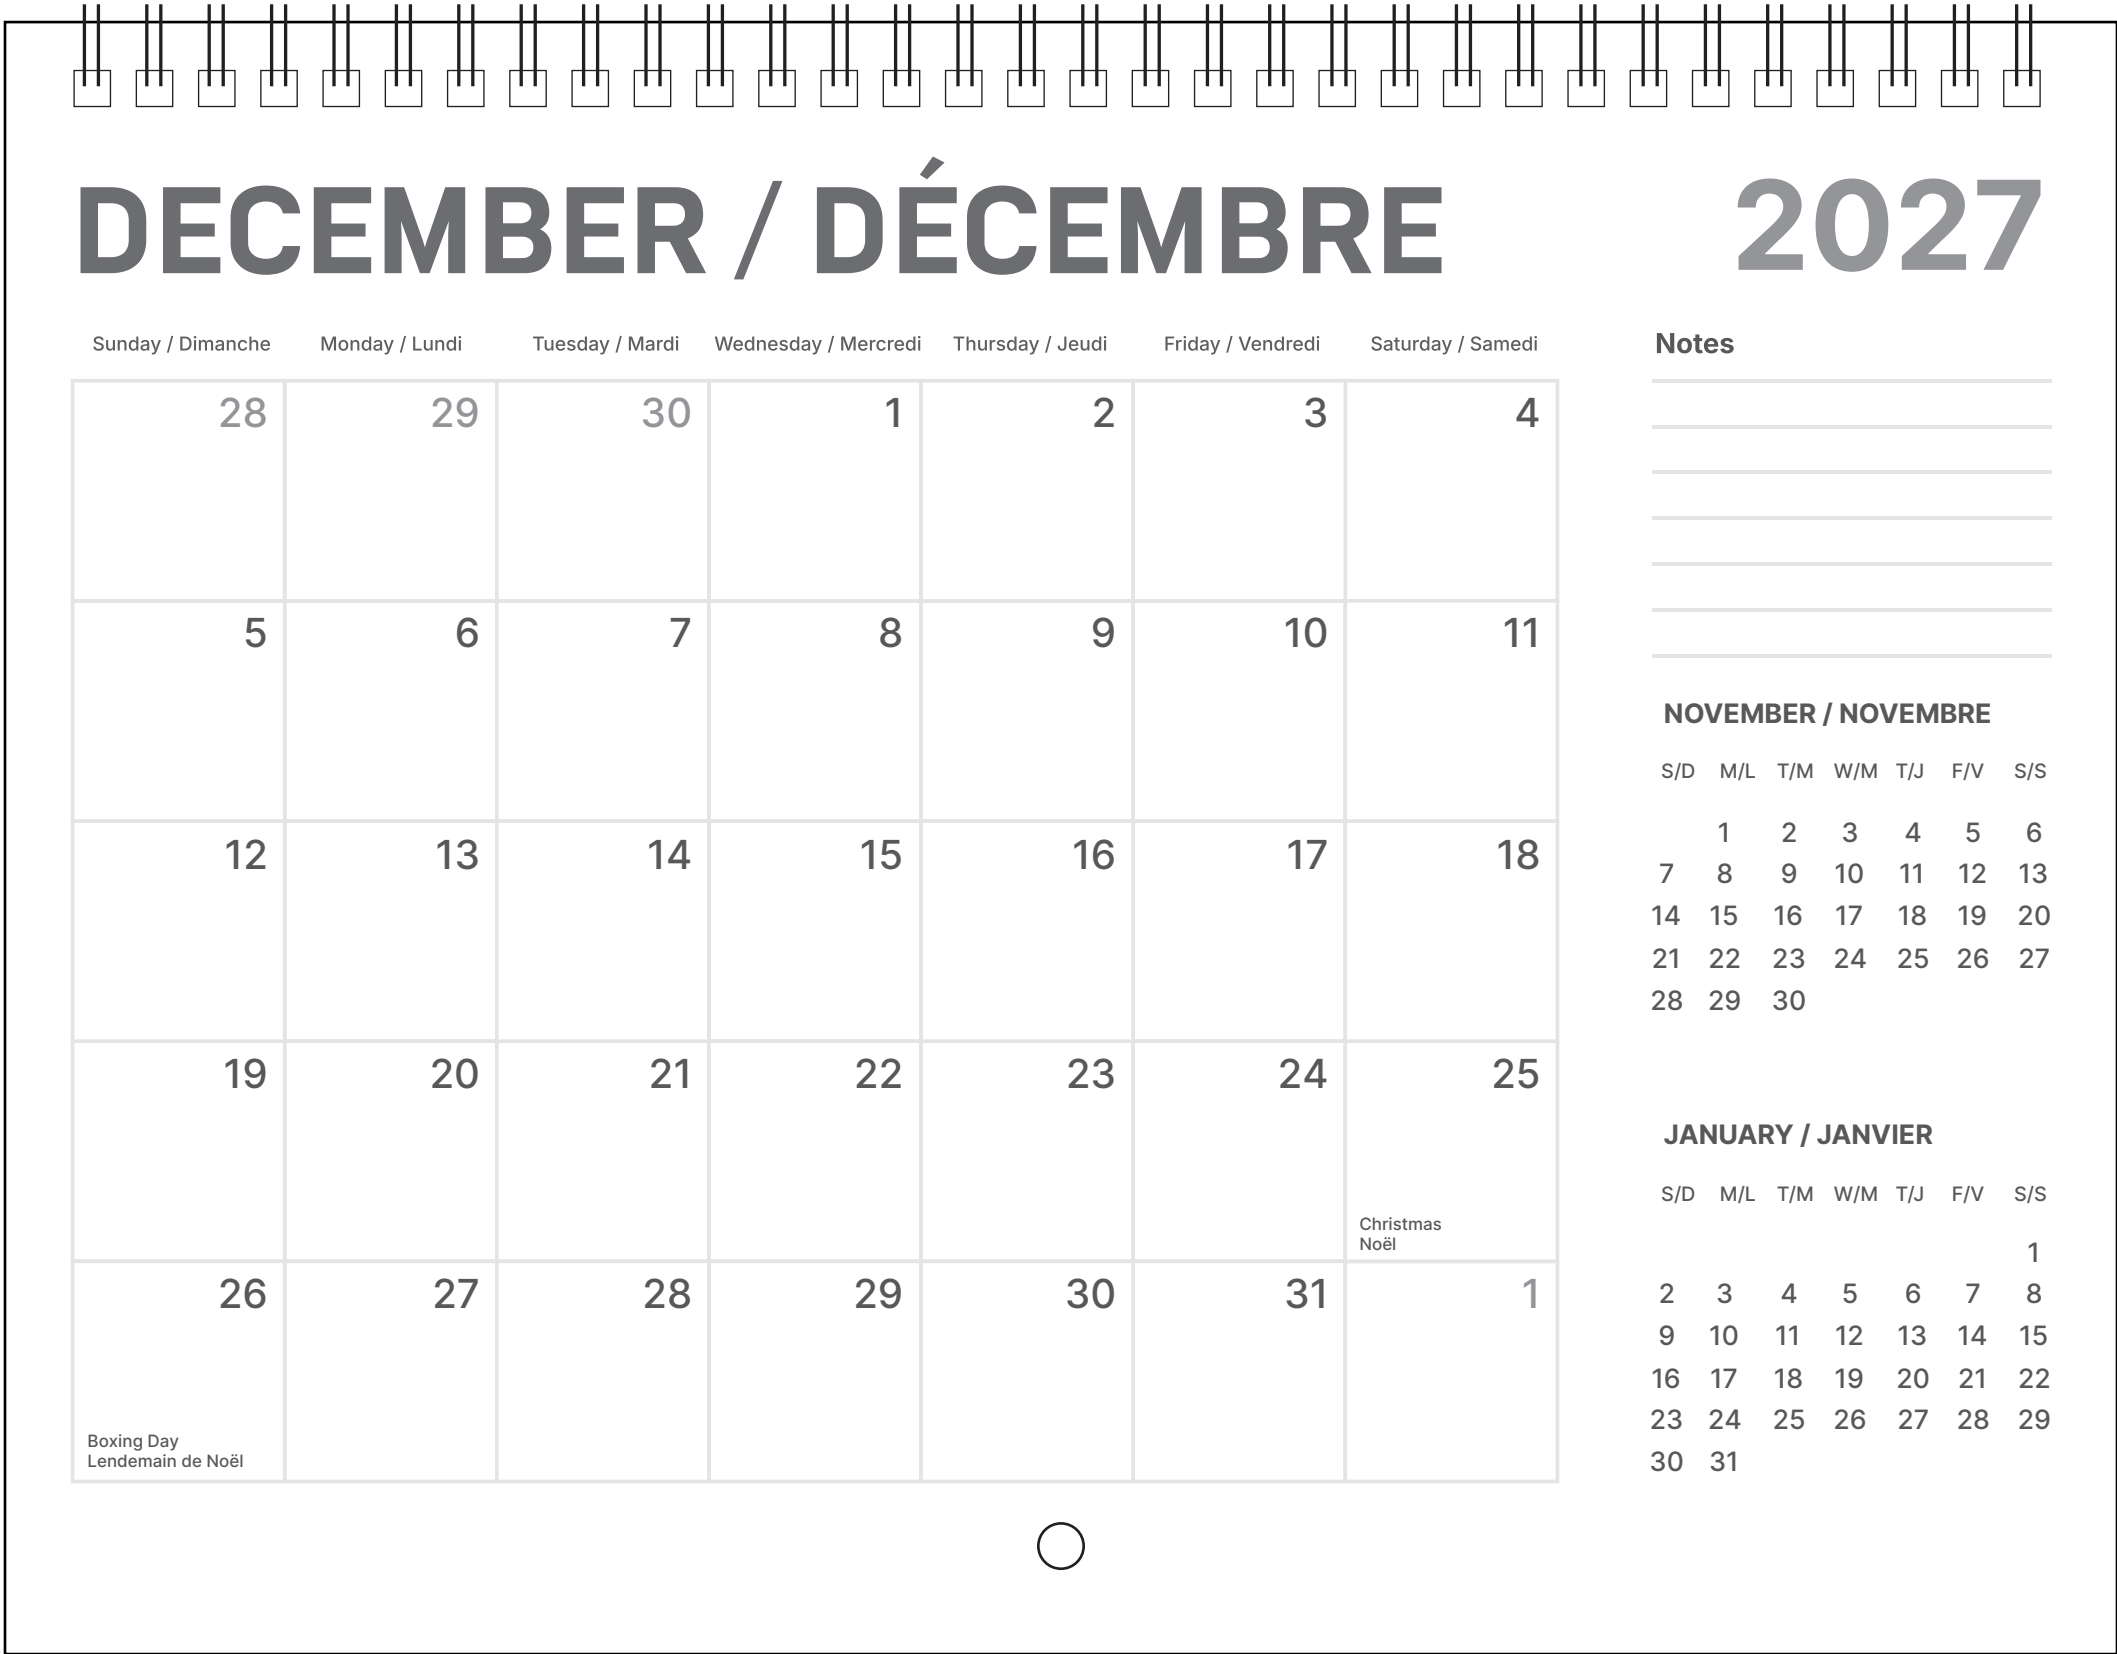 DECEMBER / DÉCEMBRE 2027
Sunday / Dimanche Monday / Lundi Tuesday / Mardi Wednesday / Mercredi Thursday / Jeudi Friday / Vendredi Saturday / Samedi
28 29 30 1 2 3 4
5 6 7 8 9 10 11
12 13 14 15 16 17 18
19 20 21 22 23 24 25
Christmas
Noël
26 27 28 29 30 31 1
Boxing Day
Lendemain de Noël
Notes
NOVEMBER / NOVEMBRE
S/D M/L T/M W/M T/J F/V S/S
1 2 3 4 5 6
7 8 9 10 11 12 13
14 15 16 17 18 19 20
21 22 23 24 25 26 27
28 29 30
JANUARY / JANVIER
S/D M/L T/M W/M T/J F/V S/S
1
2 3 4 5 6 7 8
9 10 11 12 13 14 15
16 17 18 19 20 21 22
23 24 25 26 27 28 29
30 31